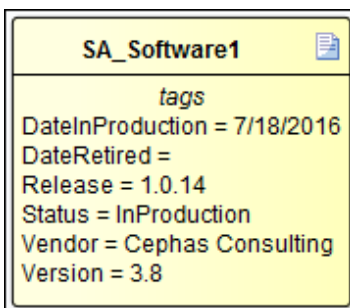 SA_Software1
tags
DateInProduction = 7/18/2016
DateRetired =
Release = 1.0.14
Status = InProduction
Vendor = Cephas Consulting
Version = 3.8